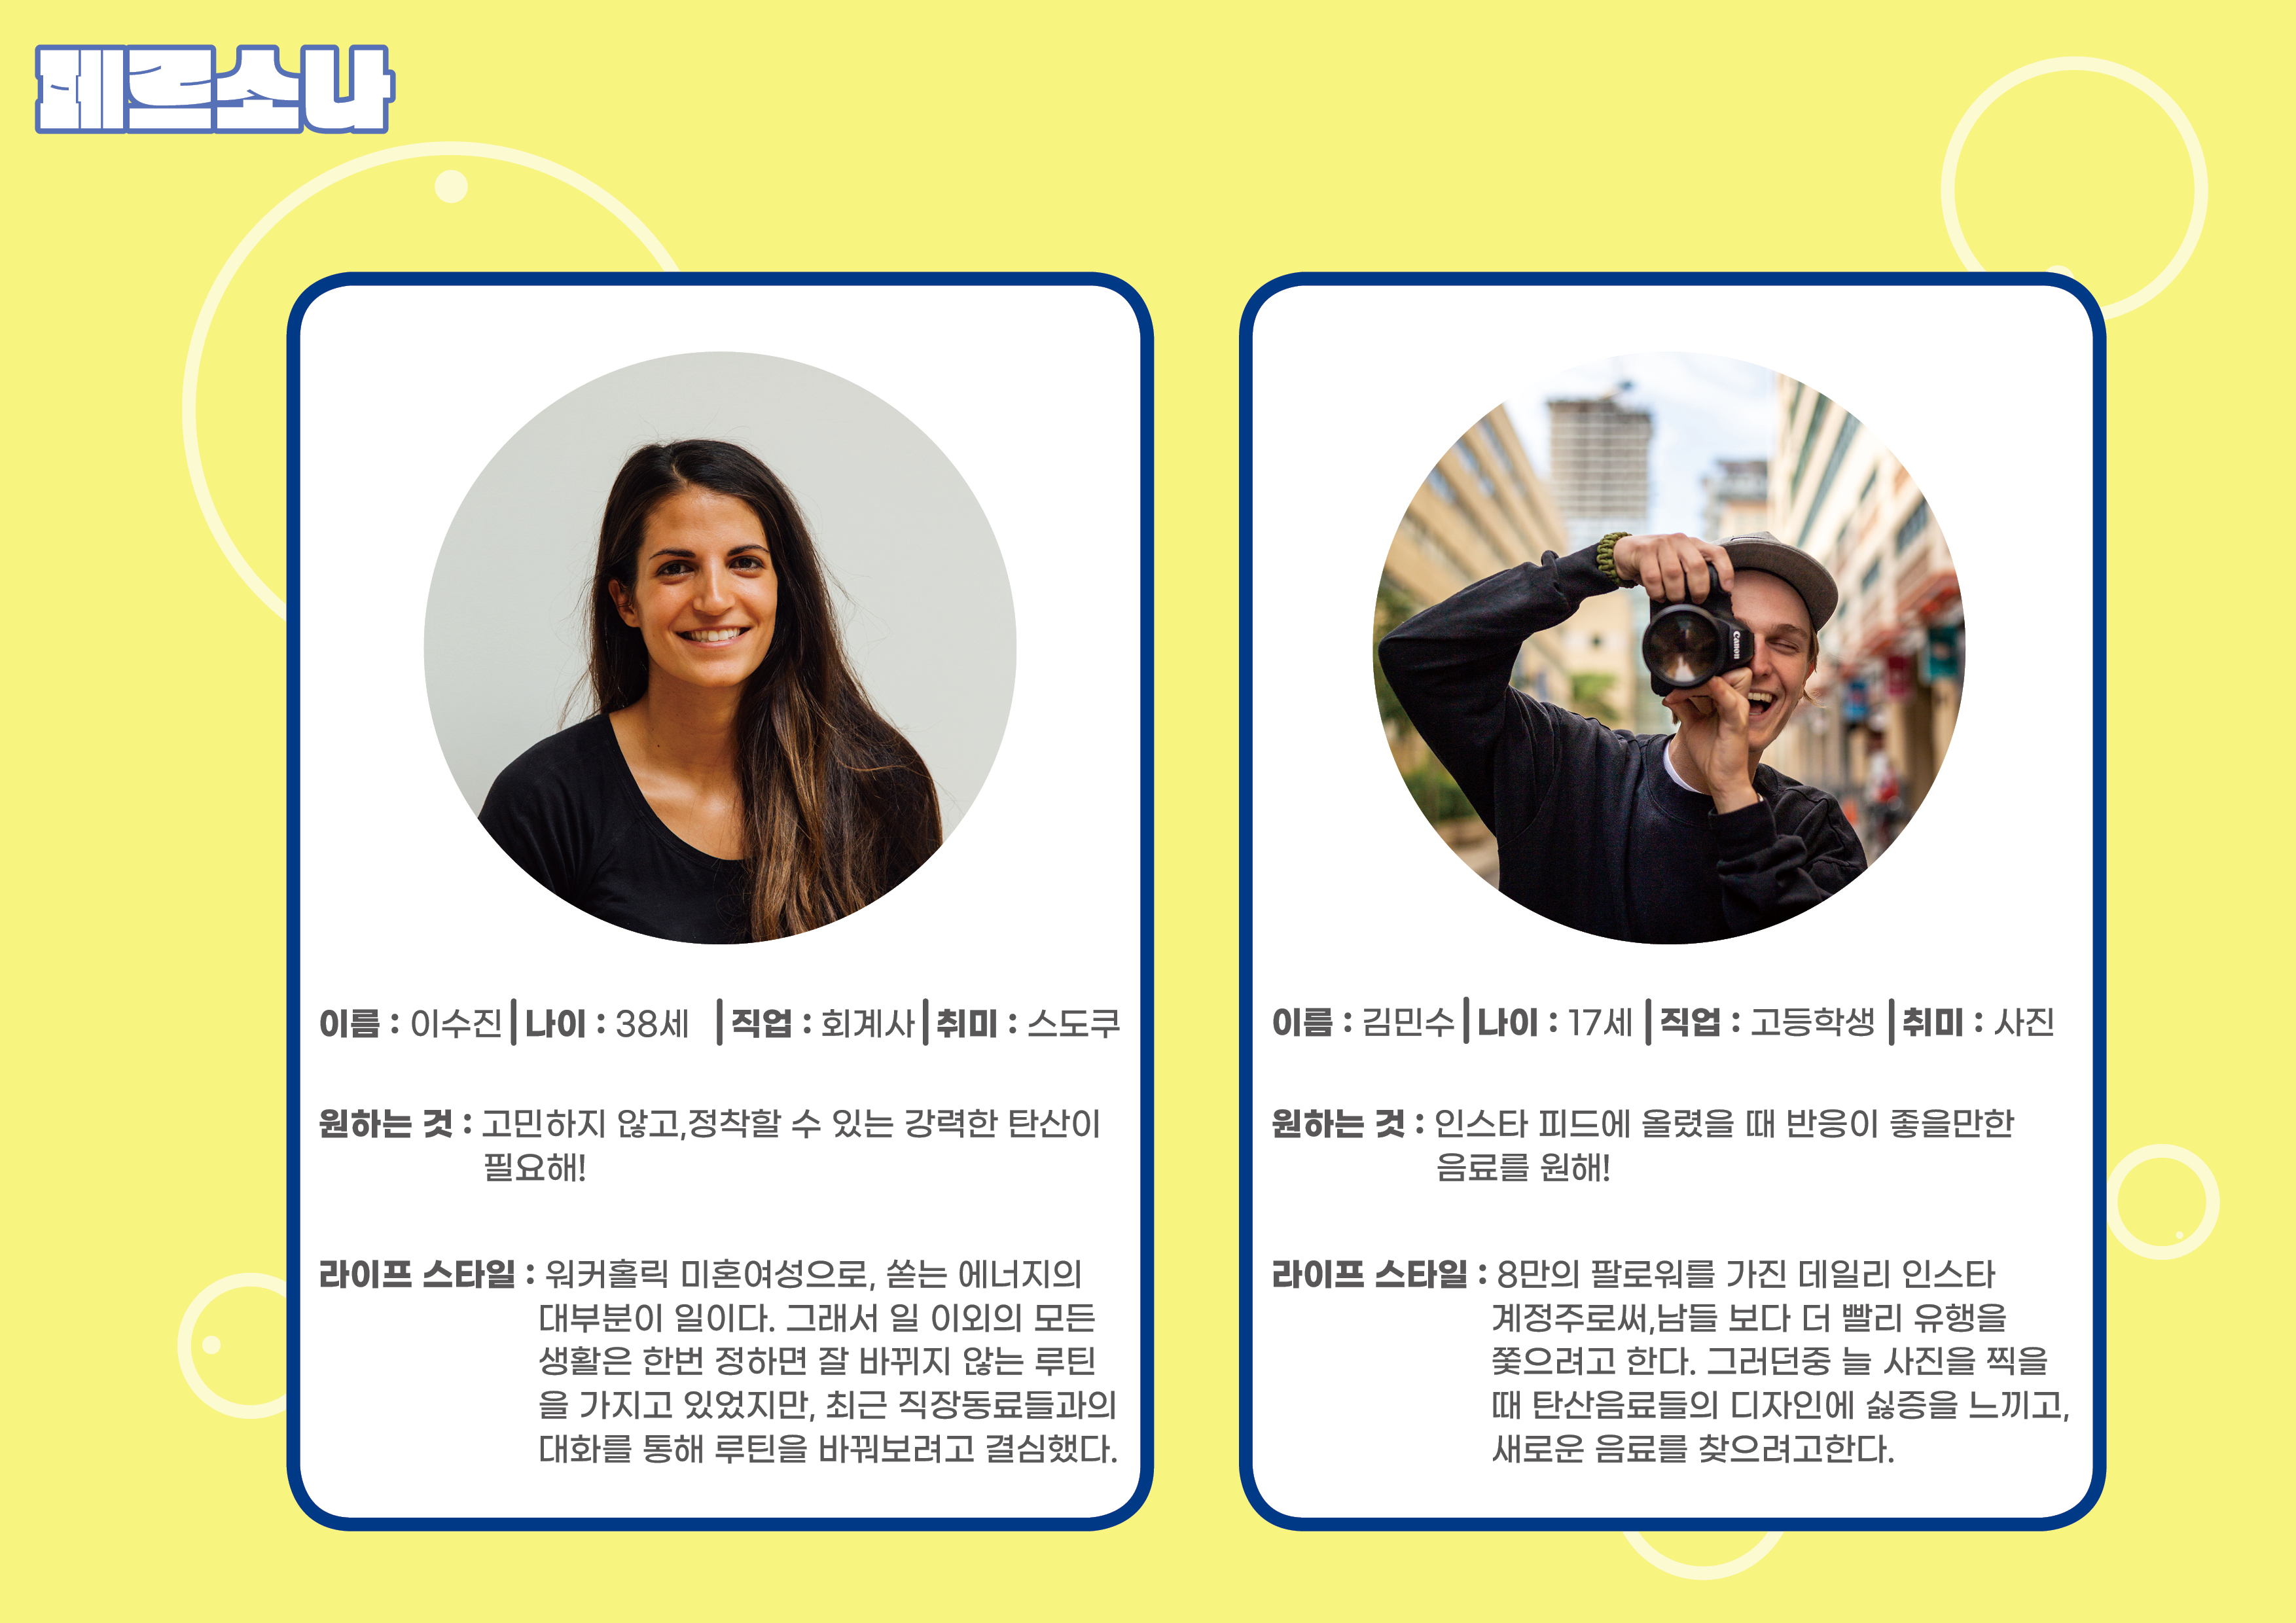 페르소나
이름 : 이수진 | 나이 : 38세 | 직업 : 회계사 | 취미 : 스도쿠
원하는 것 : 고민하지 않고,정착할 수 있는 강력한 탄산이
필요해!
라이프 스타일 : 워커홀릭 미혼여성으로, 쏟는 에너지의
대부분이 일이다. 그래서 일 이외의 모든
생활은 한번 정하면 잘 바뀌지 않는 루틴
을 가지고 있었지만, 최근 직장동료들과의
대화를 통해 루틴을 바꿔보려고 결심했다.
Canon
이름 : 김민수 | 나이 : 17세 | 직업 : 고등학생 | 취미 : 사진
원하는 것 : 인스타 피드에 올렸을 때 반응이 좋을만한
음료를 원해!
라이프 스타일 : 8만의 팔로워를 가진 데일리 인스타
계정주로써,남들 보다 더 빨리 유행을
쫓으려고 한다. 그러던중 늘 사진을 찍을
때 탄산음료들의 디자인에 싫증을 느끼고,
새로운 음료를 찾으려고한다.